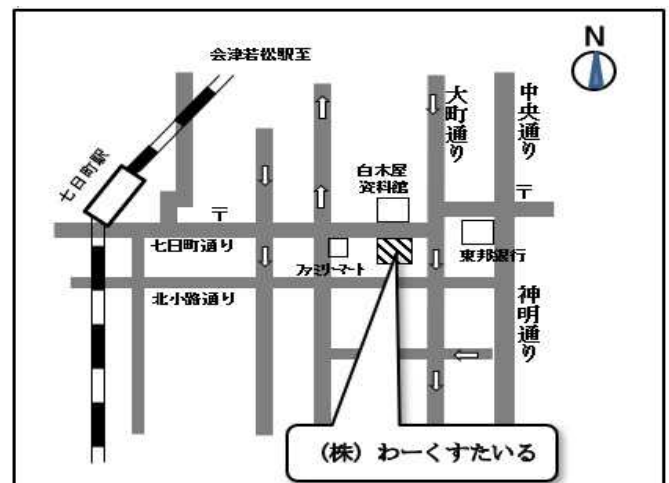 会津若松駅至
N
七日町駅
大町通り
中央通り
白木屋
資料館
〒
〒
七日町通り
ファミリーマート
東邦銀行
北小路通り
神明通り
(株)わーくすたいる